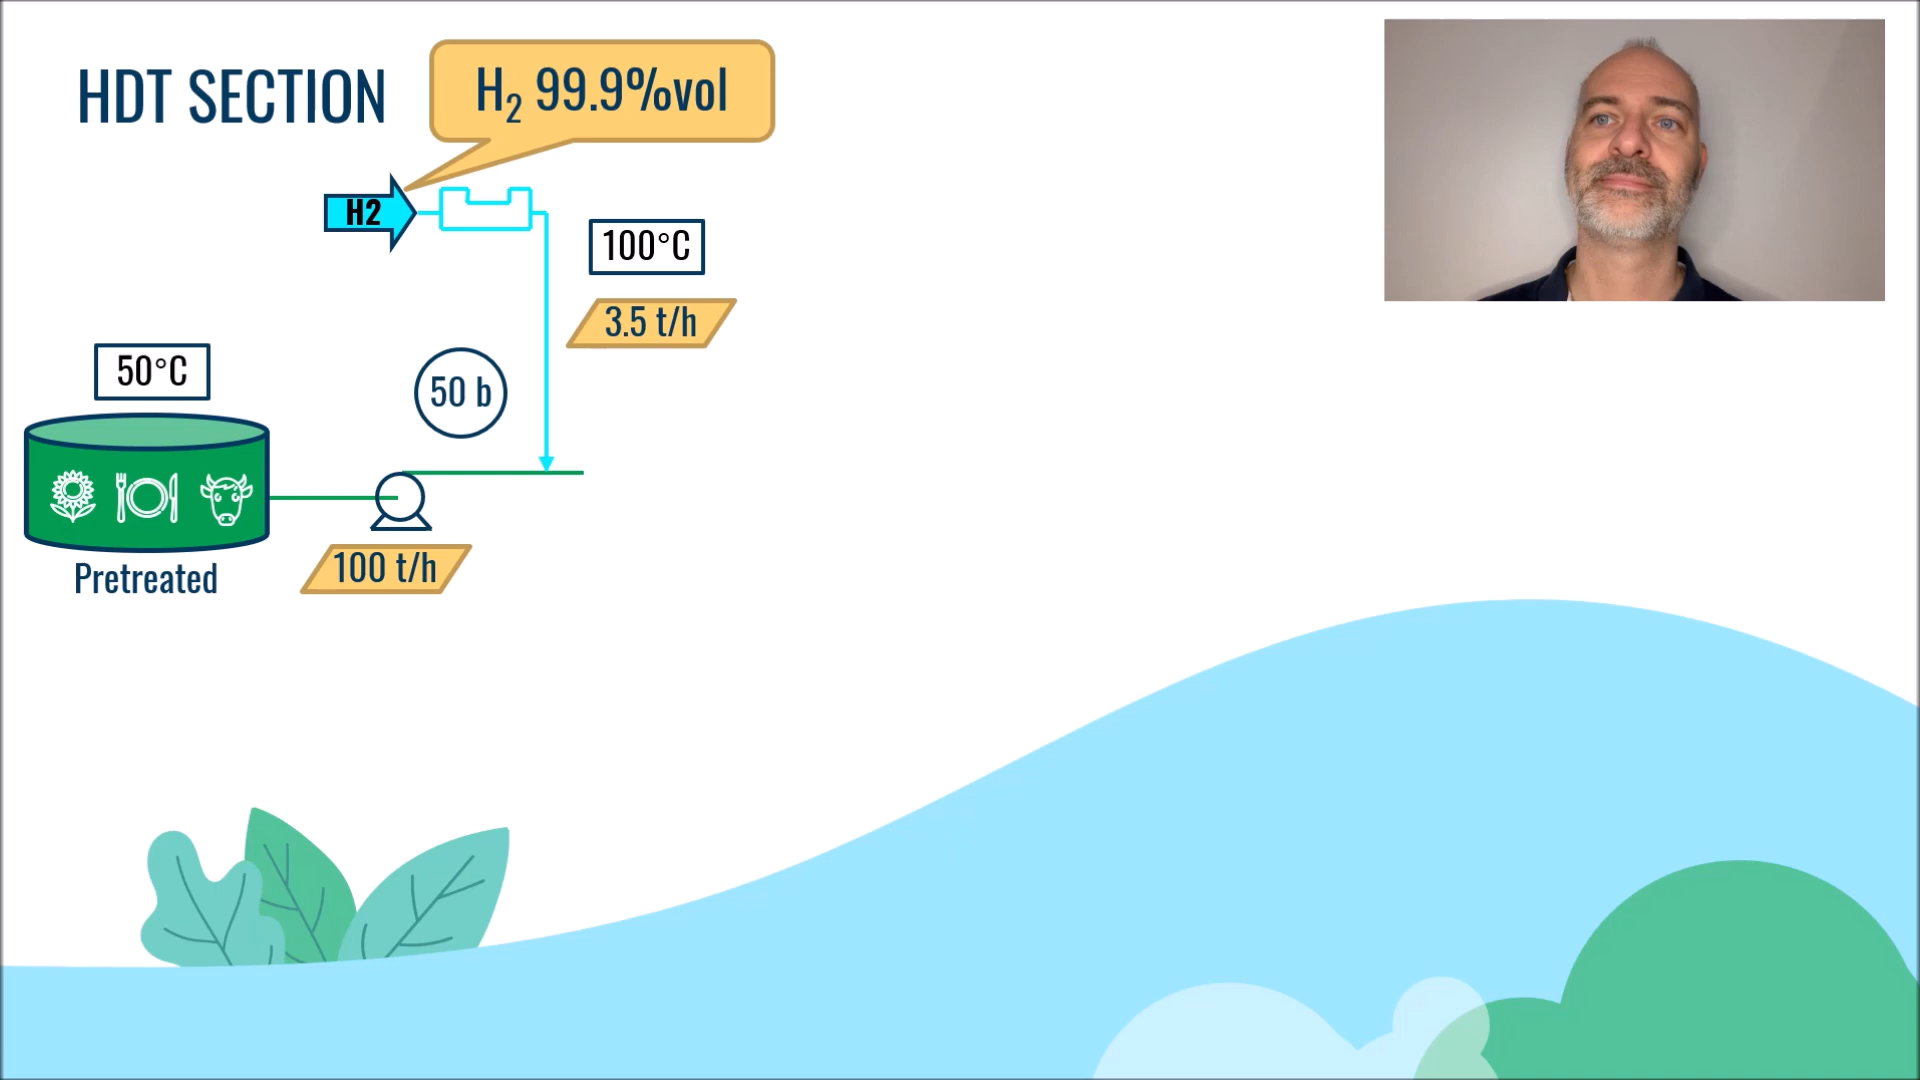 HDT SECTION
H₂ 99.9%vol
H2
100°C
3.5 t/h
50°C
50 b
Pretreated
100 t/h